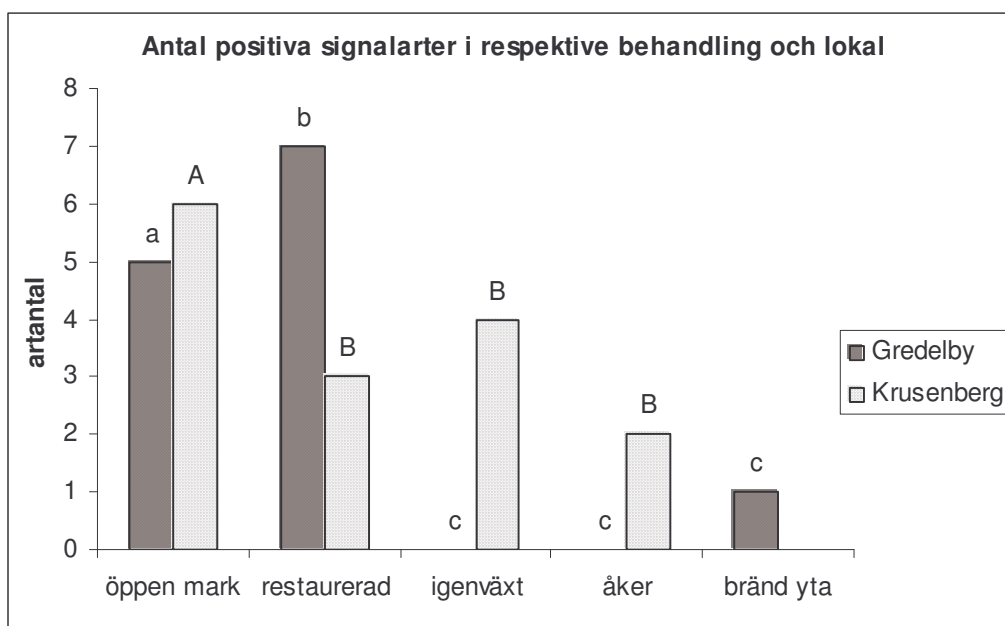 Antal positiva signalarter i respektive behandling och lokal
artantal
8
7
6
5
4
3
2
1
0
a
A
b
B
c
B
c
B
c
öppen mark
restaurerad
igenväxt
åker
bränd yta
Gredelby
Krusenberg